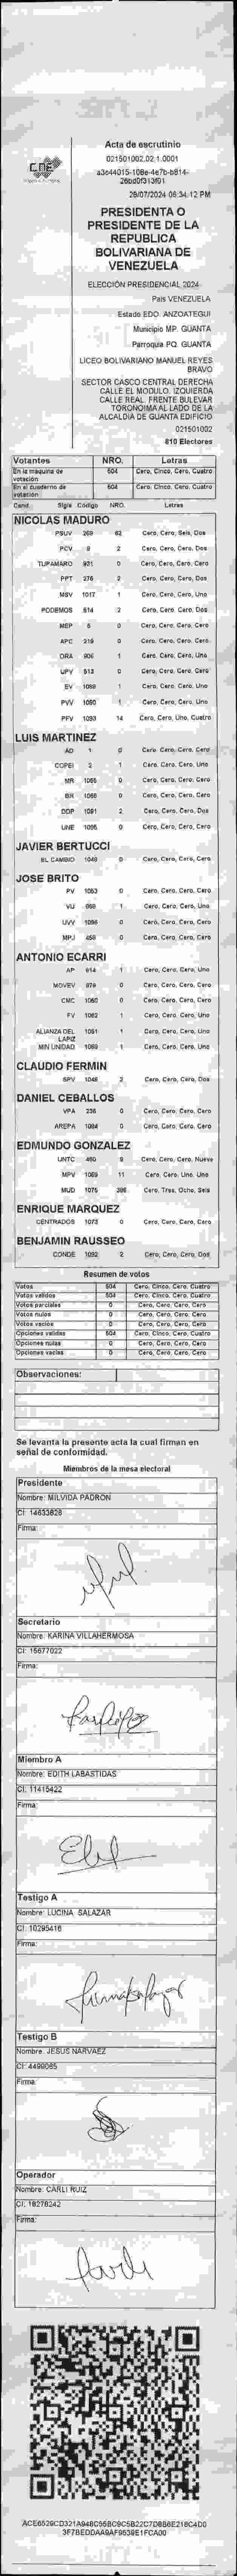 Acta de escrutinio
021501002.02.1.0001
28/07/2024 06:34:12 PM
PRESIDENTA O
PRESIDENTE DE LA
REPUBLICA
BOLIVARIANA DE
VENEZUELA
ELECCIÓN PRESIDENCIAL 2024
País VENEZUELA
Estado EDO. ANZOATEGUI
Municipio MP. GUANTA
Parroquia PQ. GUANTA
LICEO BOLIVARIANO MANUEL REYES
BRAVO
SECTOR CASCO CENTRAL DERECHA
CALLE EL MODULO. IZQUIERDA
CALLE REAL. FRENTE BULEVAR
TORONOIMA AL LADO DE LA
ALCALDIA DE GUANTA EDIFICIO
021501002
810 Electores
Votantes NRO. Letras
En la máquina de votación 504 Cero, Cinco, Cero, Cuatro
En el cuaderno de votación 504 Cero, Cinco, Cero, Cuatro
Cand. Sigla Código NRO. Letras
NICOLAS MADURO
PSUV 269 62 Cero, Cero, Seis, Dos
PCV 8 2 Cero, Cero, Cero, Dos
TUPAMARO 931 0 Cero, Cero, Cero, Cero
PPT 276 2 Cero, Cero, Cero, Dos
MSV 1017 1 Cero, Cero, Cero, Uno
PODEMOS 514 2 Cero, Cero, Cero, Dos
MEP 6 0 Cero, Cero, Cero, Cero
APC 219 0 Cero, Cero, Cero, Cero
ORA 906 1 Cero, Cero, Cero, Uno
UPV 513 0 Cero, Cero, Cero, Cero
EV 1089 1 Cero, Cero, Cero, Uno
PVV 1090 1 Cero, Cero, Cero, Uno
PFV 1093 14 Cero, Cero, Uno, Cuatro
LUIS MARTINEZ
AD 1 0 Cero, Cero, Cero, Cero
COPEI 2 1 Cero, Cero, Cero, Uno
MR 0 Cero, Cero, Cero, Cero
BR 0 Cero, Cero, Cero, Cero
DDP 1091 2 Cero, Cero, Cero, Dos
UNE 1095 0 Cero, Cero, Cero, Cero
JAVIER BERTUCCI
EL CAMBIO 1049 0 Cero, Cero, Cero, Cero
JOSE BRITO
PV 1053 0 Cero, Cero, Cero, Cero
VU 968 1 Cero, Cero, Cero, Uno
UVV 1096 0 Cero, Cero, Cero, Cero
MPJ 459 0 Cero, Cero, Cero, Cero
ANTONIO ECARRI
AP 914 1 Cero, Cero, Cero, Uno
MOVEV 979 0 Cero, Cero, Cero, Cero
CMC 1060 0 Cero, Cero, Cero, Cero
FV 1082 1 Cero, Cero, Cero, Uno
ALIANZA DEL LAPIZ 1051 1 Cero, Cero, Cero, Uno
MIN UNIDAD 1069 1 Cero, Cero, Cero, Uno
CLAUDIO FERMIN
SPV 1048 2 Cero, Cero, Cero, Dos
DANIEL CEBALLOS
VPA 236 0 Cero, Cero, Cero, Cero
AREPA 1084 0 Cero, Cero, Cero, Cero
EDMUNDO GONZALEZ
UNTC 9 Cero, Cero, Cero, Nueve
MPV 1059 11 Cero, Cero, Uno, Uno
MUD 1075 386 Cero, Tres, Ocho, Seis
ENRIQUE MARQUEZ
CENTRADOS 1073 0 Cero, Cero, Cero, Cero
BENJAMIN RAUSSEO
CONDE 1092 2 Cero, Cero, Cero, Dos
Resumen de votos
Votos 504 Cero, Cinco, Cero, Cuatro
Votos validos 504 Cero, Cinco, Cero, Cuatro
Votos parciales 0 Cero, Cero, Cero, Cero
Votos nulos 0 Cero, Cero, Cero, Cero
Votos vacios 0 Cero, Cero, Cero, Cero
Opciones validas 504 Cero, Cinco, Cero, Cuatro
Opciones nulas 0 Cero, Cero, Cero, Cero
Opciones vacias 0 Cero, Cero, Cero, Cero
Observaciones:
Se levanta la presente acta la cual firman en
señal de conformidad.
Miembros de la mesa electoral
Presidente
Nombre: MILVIDA PADRON
CI: 14633826
Firma:
Secretario
Nombre: KARINA VILLAHERMOSA
CI: 15677022
Firma:
Miembro A
Nombre: EDITH LABASTIDAS
CI: 11415422
Firma:
Testigo A
Nombre: LUCINA SALAZAR
CI: 10295416
Firma:
Testigo B
Nombre: JESUS NARVAEZ
CI: 4499065
Firma:
Operador
Nombre: CARLI RUIZ
CI: 18278242
Firma: